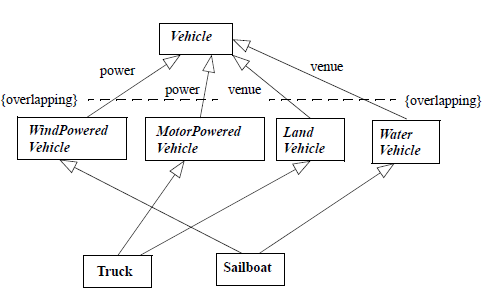 Vehicle
power
venue
power
venue
{overlapping}
{overlapping}
WindPowered
Vehicle
MotorPowered
Vehicle
Land
Vehicle
Water
Vehicle
Truck
Sailboat